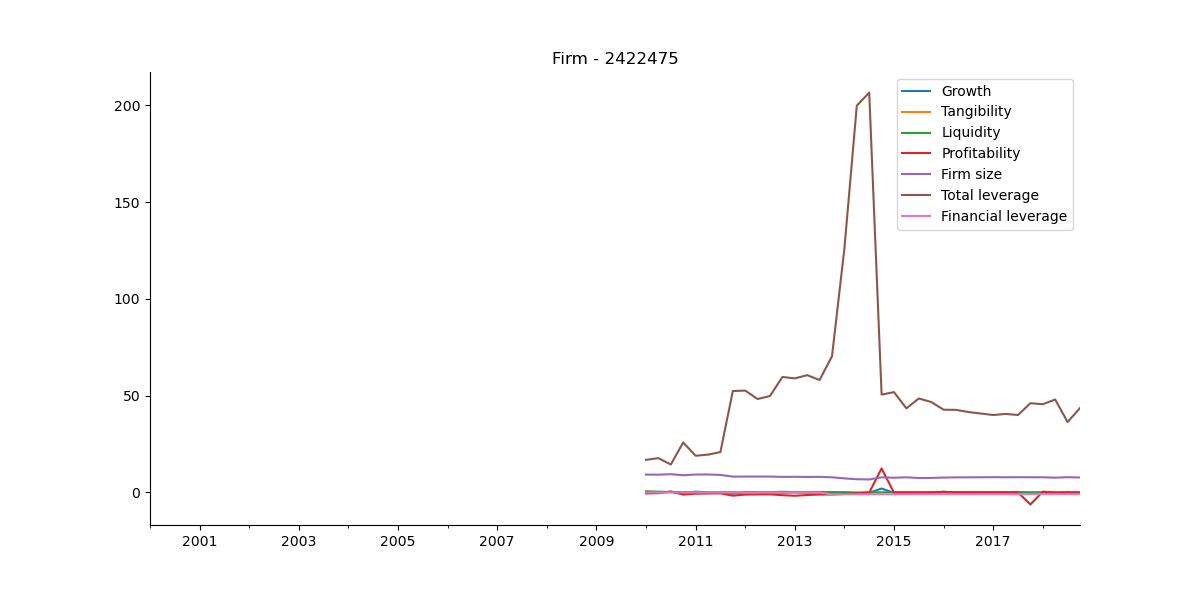 Firm - 2422475
Growth
Tangibility
Liquidity
Profitability
Firm size
Total leverage
Financial leverage
200
150
100
50
0
2001 2003 2005 2007 2009 2011 2013 2015 2017